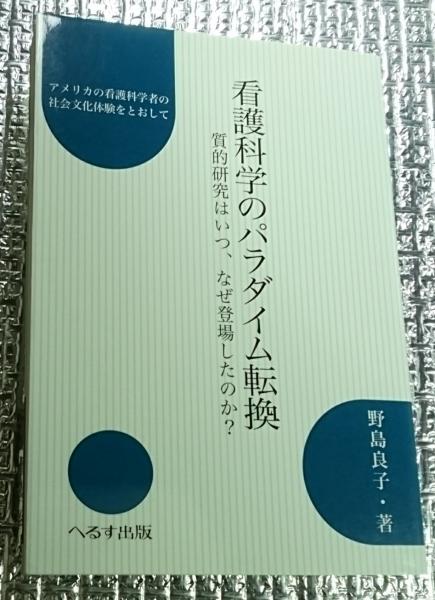 アメリカの看護科学者の
社会文化体験をとおして
看護科学のパラダイム転換
質的研究はいつ、なぜ登場したのか？
野島良子・著
へるす出版